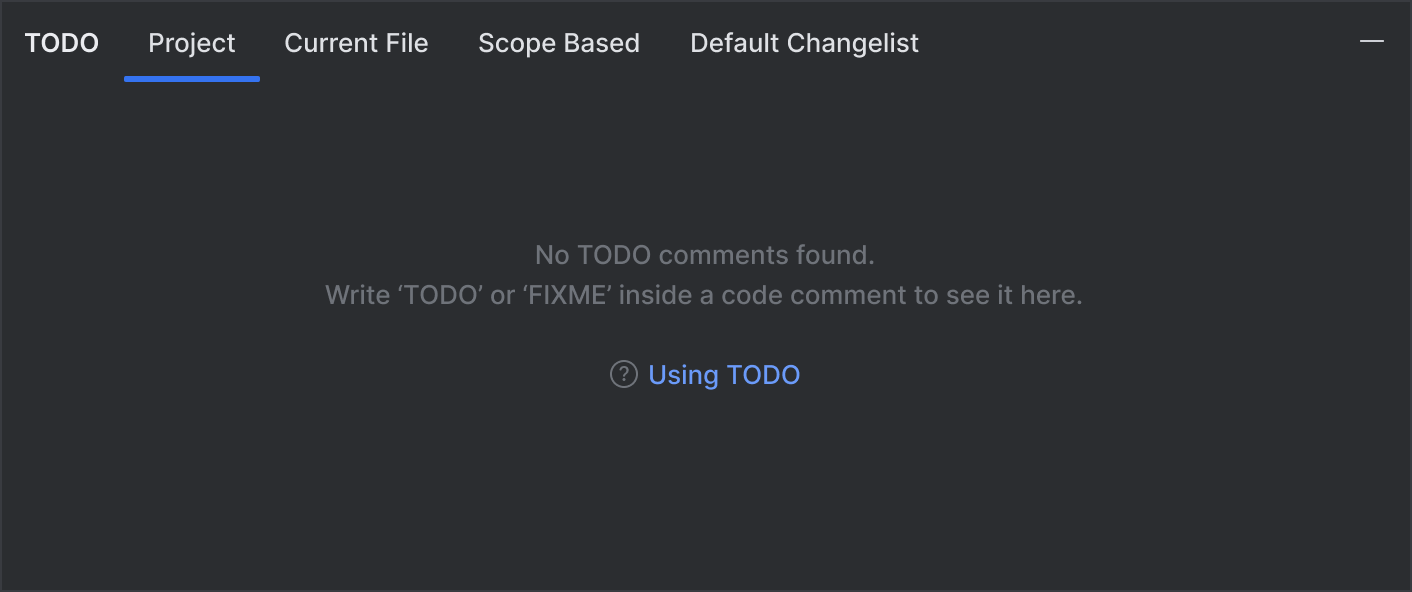 TODO Project Current File Scope Based Default Changelist
No TODO comments found.
Write ‘TODO’ or ‘FIXME’ inside a code comment to see it here.
? Using TODO